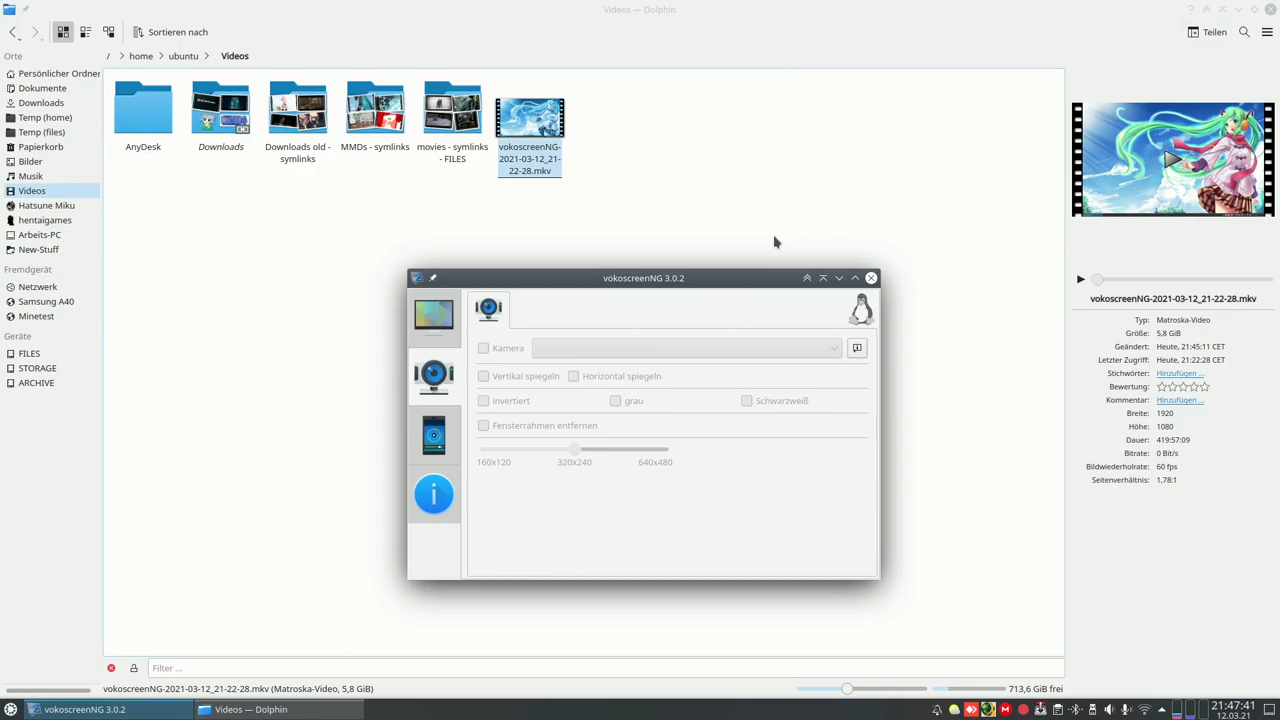 Videos — Dolphin
Sortieren nach
Teilen
/ > home > ubuntu > Videos
Orte
Persönlicher Ordner
Dokumente
Downloads
Temp (home)
Temp (files)
Papierkorb
Bilder
Musik
Videos
Hatsune Miku
hentaigames
Arbeits-PC
New-Stuff
Fremdgerät
Netzwerk
Samsung A40
Minetest
Geräte
FILES
STORAGE
ARCHIVE
AnyDesk
Downloads
Downloads old -
symlinks
MMDs - symlinks
movies - symlinks
- FILES
vokoscreenNG-
2021-03-12_21-
22-28.mkv
vokoscreenNG 3.0.2
Kamera
Vertikal spiegeln
Horizontal spiegeln
invertiert
grau
Schwarzweiß
Fensterrahmen entfernen
160x120
320x240
640x480
vokoscreenNG-2021-03-12_21-22-28.mkv
Typ: Matroska-Video
Größe: 5,8 GiB
Geändert: Heute, 21:45:11 CET
Letzter Zugriff: Heute, 21:22:28 CET
Stichwörter: Hinzufügen ...
Bewertung:
Kommentar: Hinzufügen ...
Breite: 1920
Höhe: 1080
Dauer: 419:57:09
Bitrate: 0 Bit/s
Bildwiederholrate: 60 fps
Seitenverhältnis: 1,78:1
Filter ...
vokoscreenNG-2021-03-12_21-22-28.mkv (Matroska-Video, 5,8 GiB)
713,6 GiB frei
vokoscreenNG 3.0.2
Videos — Dolphin
21:47:41
12.03.21